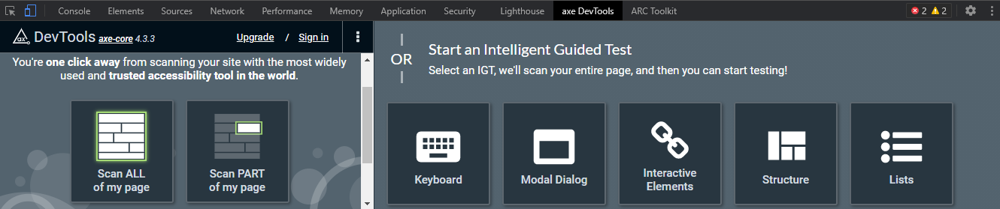 Console Elements Sources Network Performance Memory Application Security Lighthouse axe DevTools ARC Toolkit 2 2
ax DevTools axe-core 4.3.3 Upgrade / Sign in
You're one click away from scanning your site with the most widely
used and trusted accessibility tool in the world.
Scan ALL
of my page
Scan PART
of my page
OR
Start an Intelligent Guided Test
Select an IGT, we'll scan your entire page, and then you can start testing!
Keyboard
Modal Dialog
Interactive
Elements
Structure
Lists